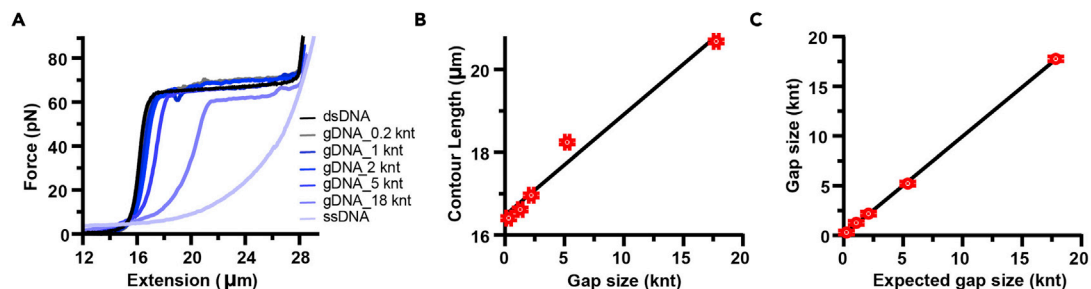 A
Force (pN)
80
60
40
20
0
12
16
20
24
28
Extension (μm)
dsDNA
gDNA_0.2 knt
gDNA_1 knt
gDNA_2 knt
gDNA_5 knt
gDNA_18 knt
ssDNA
B
Contour Length (μm)
20
18
16
0
5
10
15
20
Gap size (knt)
C
Gap size (knt)
20
15
10
5
0
0
5
10
15
20
Expected gap size (knt)